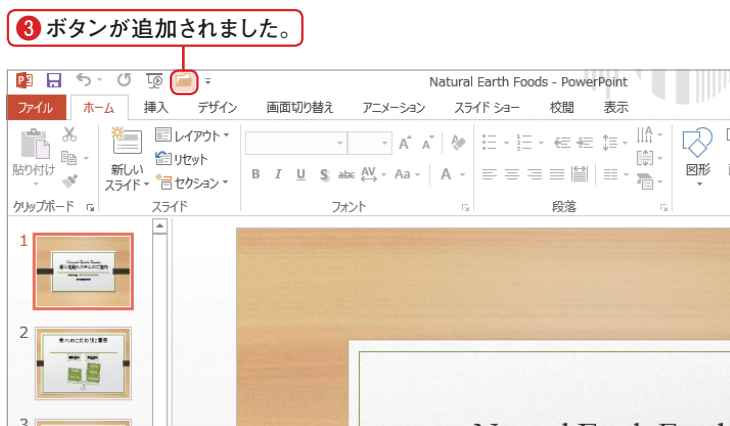 3 ボタンが追加されました。
Natural Earth Foods - PowerPoint
ファイル ホーム 挿入 デザイン 画面切り替え アニメーション スライド ショー 校閲 表示
貼り付け
新しい
スライド
レイアウト
リセット
セクション
B I U S abc AV Aa A
A A
図形
クリップボード スライド フォント 段落
1
2
3